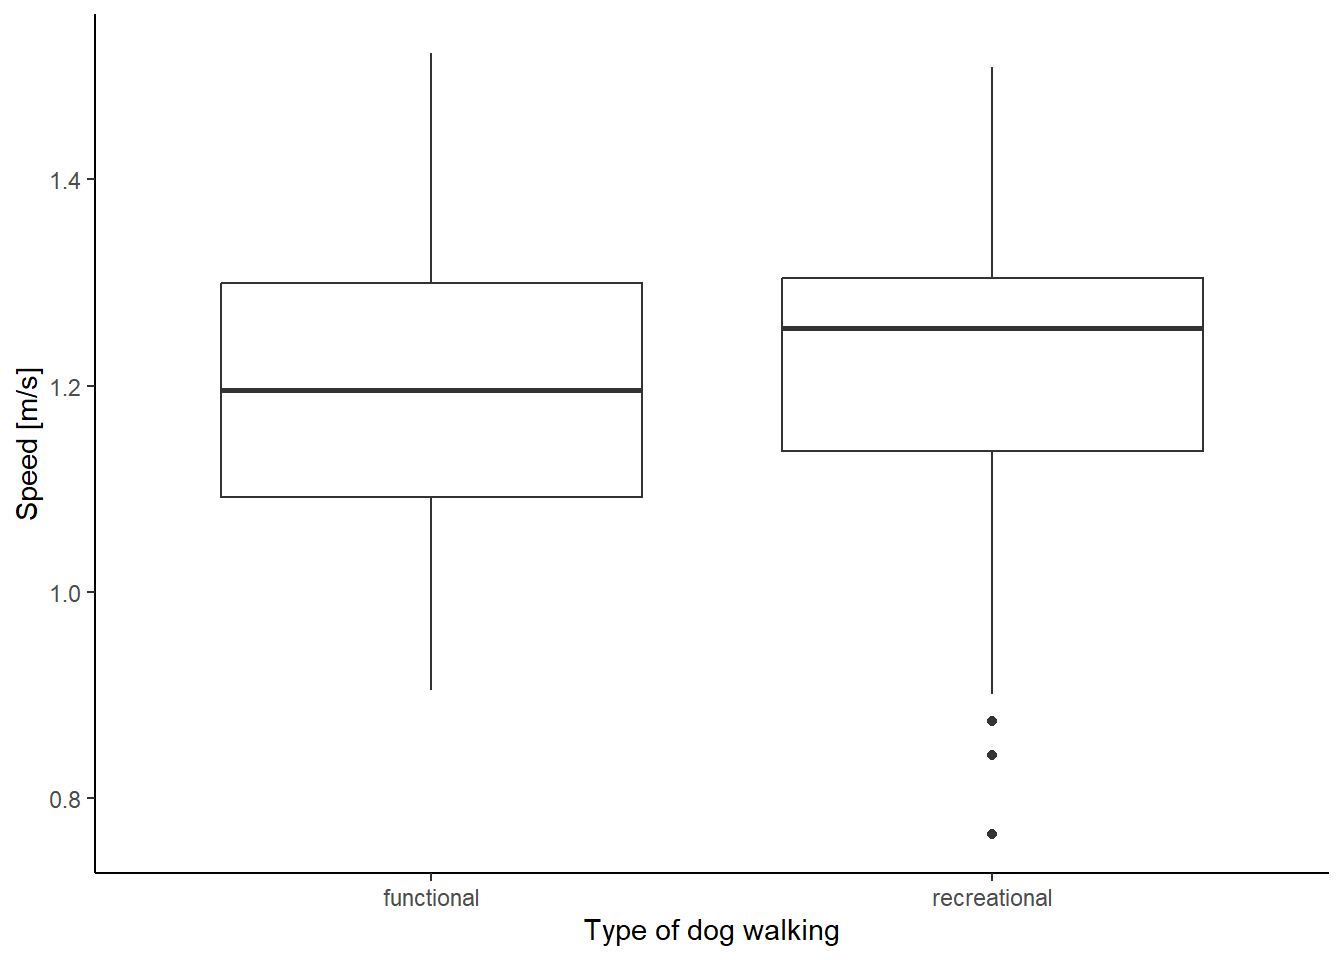 Speed [m/s]
1.4
1.2
1.0
0.8
functional
recreational
Type of dog walking